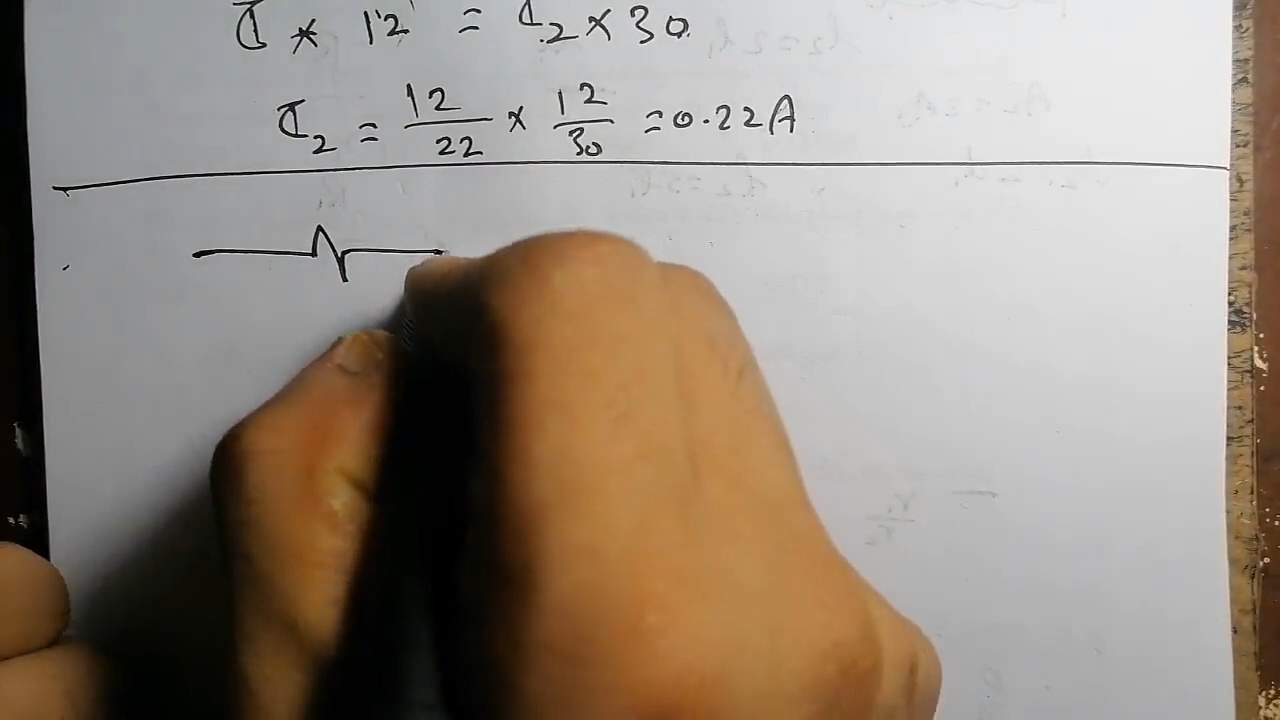 I * 12 = I₂ × 30
I₂ = 12/22 × 12/30 = 0.22A